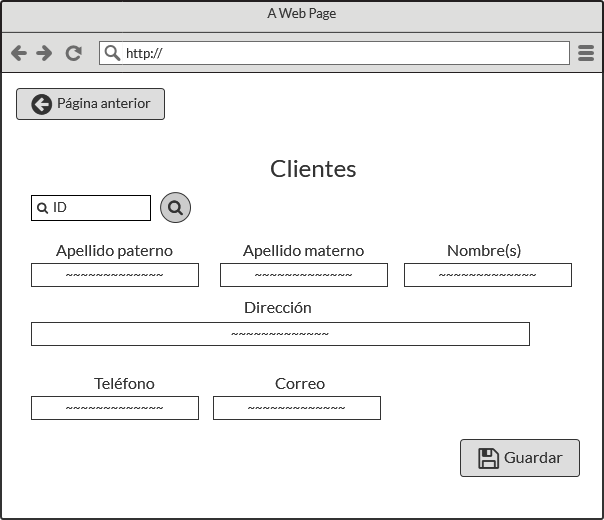 A Web Page
http://
Página anterior
Clientes
ID
Apellido paterno Apellido materno Nombre(s)
~~~~~~~~~~~~~ ~~~~~~~~~~~~~ ~~~~~~~~~~~~~
Dirección
~~~~~~~~~~~~~
Teléfono Correo
~~~~~~~~~~~~~ ~~~~~~~~~~~~~
Guardar